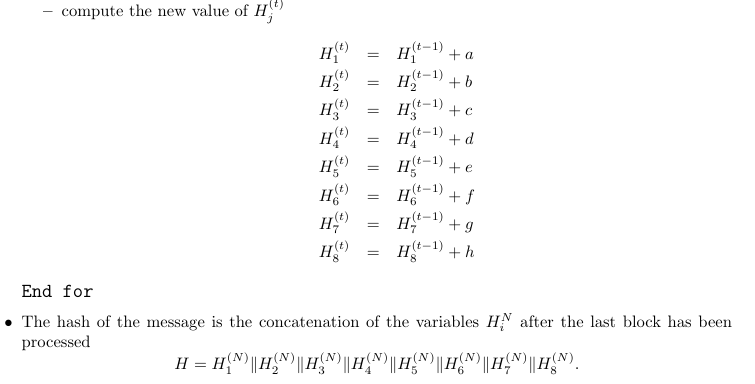 – compute the new value of H_j^{(t)}
H_1^{(t)} = H_1^{(t−1)} + a
H_2^{(t)} = H_2^{(t−1)} + b
H_3^{(t)} = H_3^{(t−1)} + c
H_4^{(t)} = H_4^{(t−1)} + d
H_5^{(t)} = H_5^{(t−1)} + e
H_6^{(t)} = H_6^{(t−1)} + f
H_7^{(t)} = H_7^{(t−1)} + g
H_8^{(t)} = H_8^{(t−1)} + h
End for
• The hash of the message is the concatenation of the variables H_i^N after the last block has been
processed
H = H_1^{(N)}∥H_2^{(N)}∥H_3^{(N)}∥H_4^{(N)}∥H_5^{(N)}∥H_6^{(N)}∥H_7^{(N)}∥H_8^{(N)}.